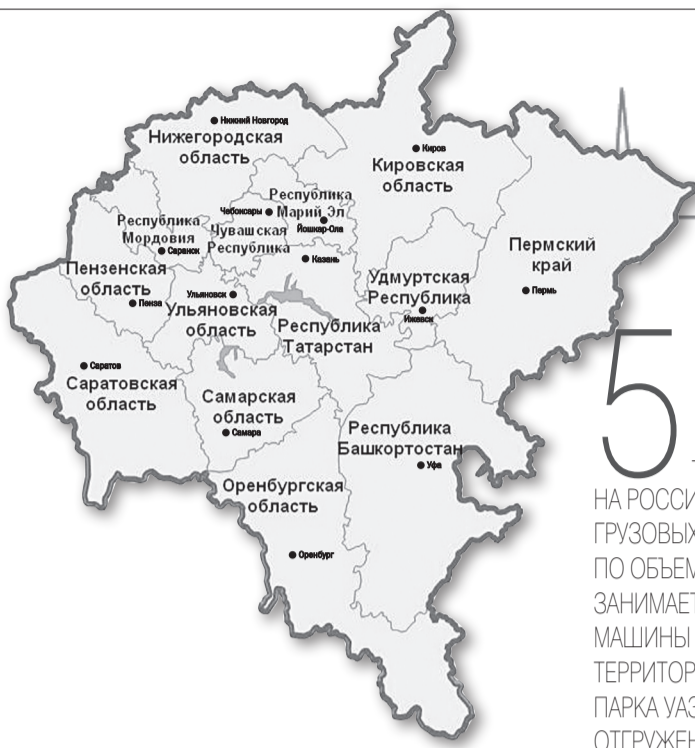 Нижний Новгород
Нижегородская
область
Киров
Кировская
область
Республика
Марий Эл
Чебоксары
Йошкар-Ола
Чувашская
Республика
Республика
Мордовия
Саранск
Казань
Пермский
край
Пермь
Удмуртская
Республика
Ижевск
Пензенская
область
Пенза
Ульяновск
Ульяновская
область
Республика
Татарстан
Саратов
Саратовская
область
Самарская
область
Самара
Республика
Башкортостан
Уфа
Оренбургская
область
Оренбург
5
НА РОССИ
ГРУЗОВЫХ
ПО ОБЪЕМ
ЗАНИМАЕТ
МАШИНЫ
ТЕРРИТОР
ПАРКА УАЗ
ОТГРУЖЕН